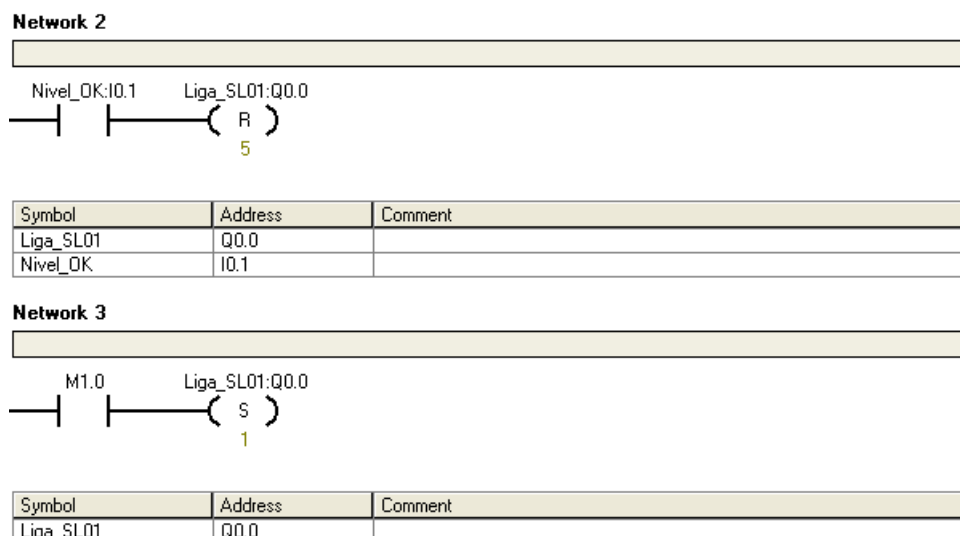 Network 2
Nivel_OK:I0.1 Liga_SL01:Q0.0
R
5
Symbol Address Comment
Liga_SL01 Q0.0
Nivel_OK I0.1
Network 3
M1.0 Liga_SL01:Q0.0
S
1
Symbol Address Comment
Liga_SL01 Q0.0